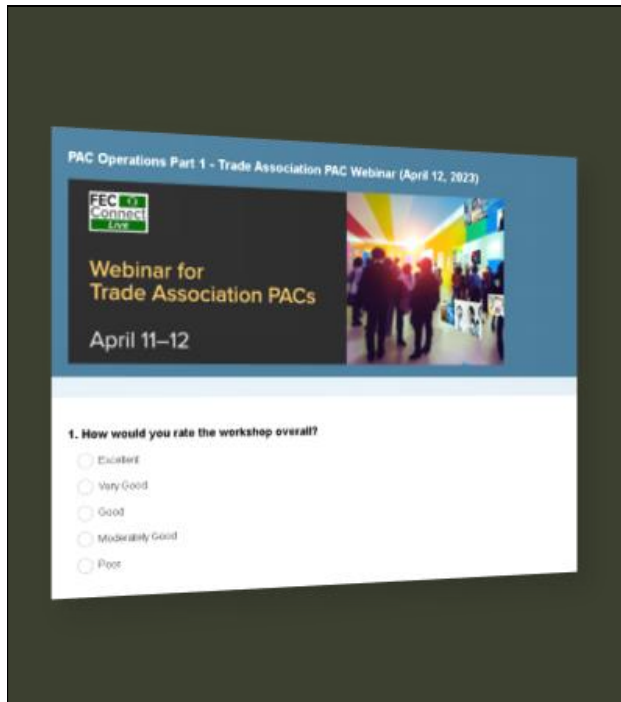 PAC Operations Part 1 - Trade Association PAC Webinar (April 12, 2023)
FEC
Connect
Live
Webinar for
Trade Association PACs
April 11–12
1. How would you rate the workshop overall?
Excellent
Very Good
Good
Moderately Good
Poor